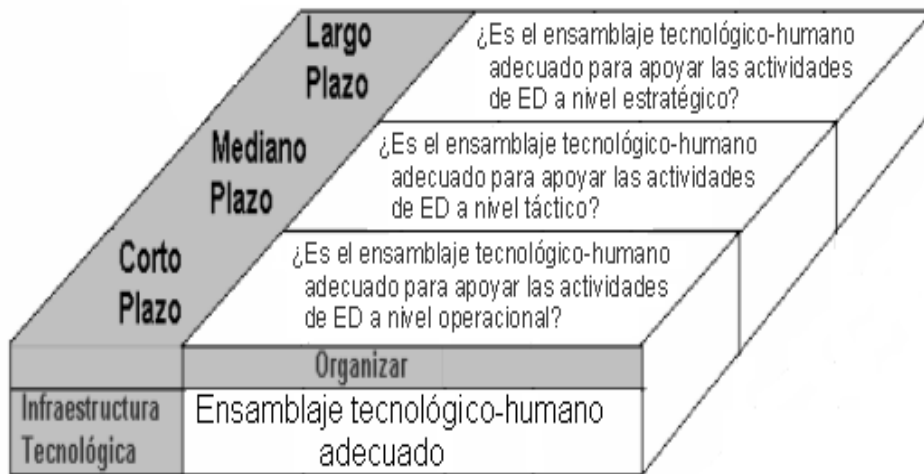 Largo
Plazo
¿Es el ensamblaje tecnológico-humano
adecuado para apoyar las actividades
de ED a nivel estratégico?
Mediano
Plazo
¿Es el ensamblaje tecnológico-humano
adecuado para apoyar las actividades
de ED a nivel táctico?
Corto
Plazo
¿Es el ensamblaje tecnológico-humano
adecuado para apoyar las actividades
de ED a nivel operacional?
Organizar
Infraestructura
Tecnológica
Ensamblaje tecnológico-humano
adecuado